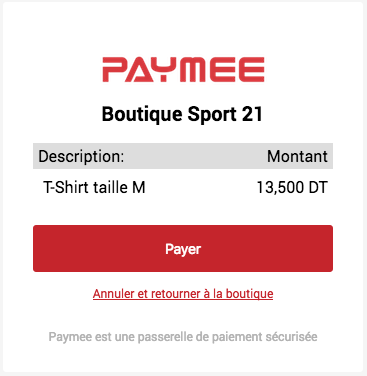 PAYMEE
Boutique Sport 21
Description: Montant
T-Shirt taille M 13,500 DT
Payer
Annuler et retourner à la boutique
Paymee est une passerelle de paiement sécurisée